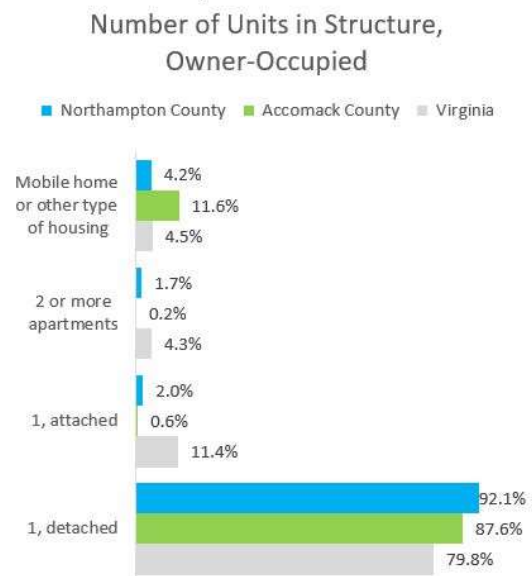 Number of Units in Structure,
Owner-Occupied
Northampton County Accomack County Virginia
Mobile home
or other type
of housing
4.2%
11.6%
4.5%
2 or more
apartments
1.7%
0.2%
4.3%
1, attached
2.0%
0.6%
11.4%
1, detached
92.1%
87.6%
79.8%